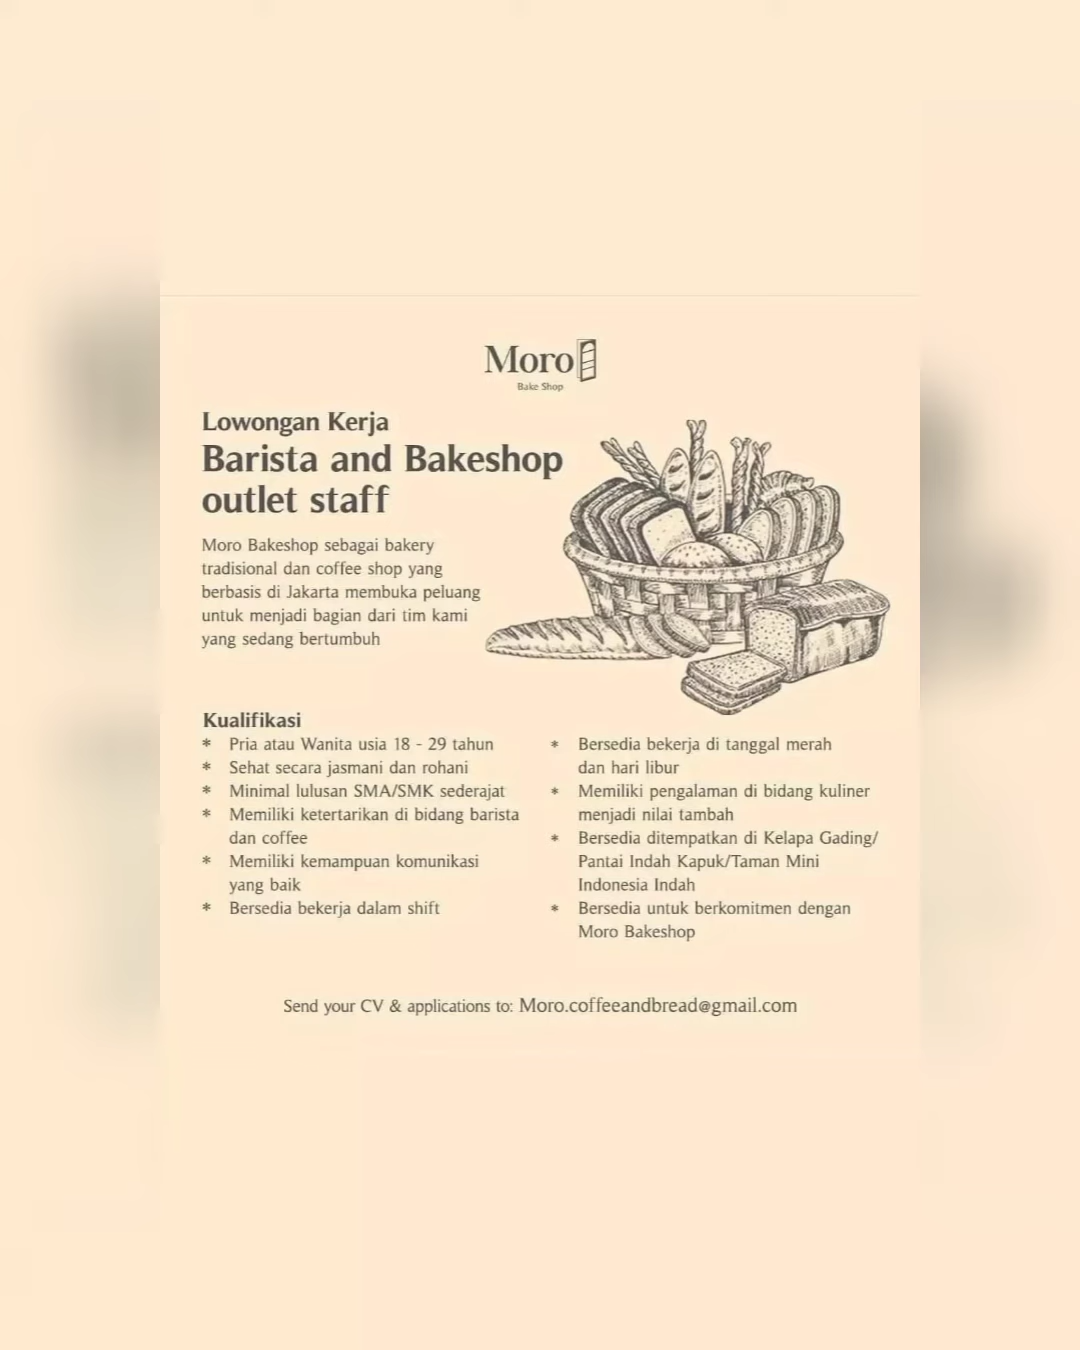 Moro
Bake Shop
Lowongan Kerja
Barista and Bakeshop
outlet staff
Moro Bakeshop sebagai bakery
tradisional dan coffee shop yang
berbasis di Jakarta membuka peluang
untuk menjadi bagian dari tim kami
yang sedang bertumbuh
Kualifikasi
* Pria atau Wanita usia 18 - 29 tahun
* Sehat secara jasmani dan rohani
* Minimal lulusan SMA/SMK sederajat
* Memiliki ketertarikan di bidang barista
dan coffee
* Memiliki kemampuan komunikasi
yang baik
* Bersedia bekerja dalam shift
* Bersedia bekerja di tanggal merah
dan hari libur
* Memiliki pengalaman di bidang kuliner
menjadi nilai tambah
* Bersedia ditempatkan di Kelapa Gading/
Pantai Indah Kapuk/Taman Mini
Indonesia Indah
* Bersedia untuk berkomitmen dengan
Moro Bakeshop
Send your CV & applications to: Moro.coffeeandbread@gmail.com